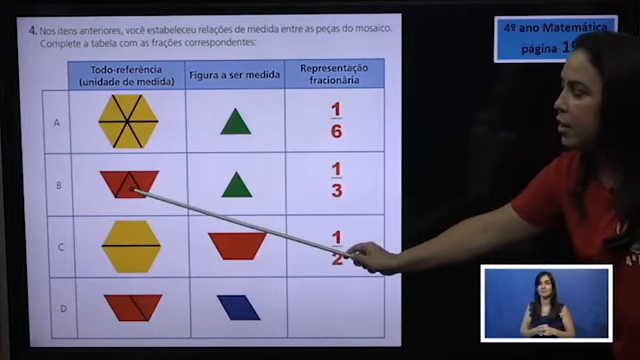 4. Nos itens anteriores, você estabeleceu relações de medida entre as peças do mosaico.
Complete a tabela com as frações correspondentes:
Todo-referência
(unidade de medida)
Figura a ser medida
Representação
fracionária
A
1
6
B
1
3
C
1
2
D
4º ano Matemática
página